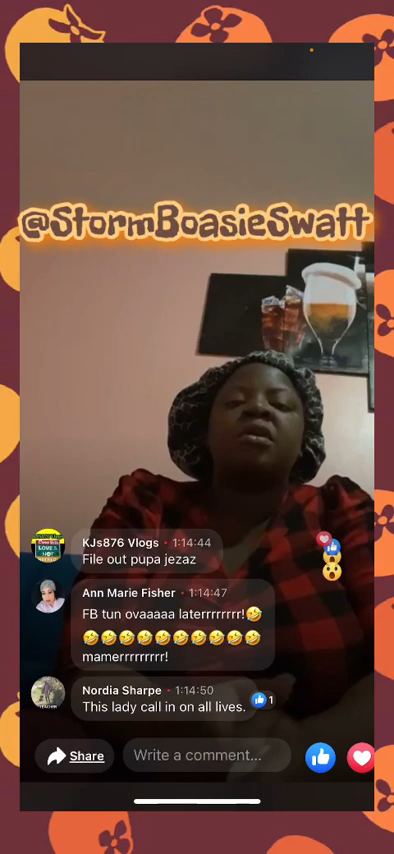 @StormBoasieSwatt
KJs876 Vlogs • 1:14:44
File out pupa jezaz
Ann Marie Fisher • 1:14:47
FB tun ovaaaaa laterrrrrrrr!🤣
🤣🤣🤣🤣🤣🤣🤣🤣🤣🤣
mamerrrrrrrrr!
Nordia Sharpe • 1:14:50
This lady call in on all lives.
1
Share
Write a comment...